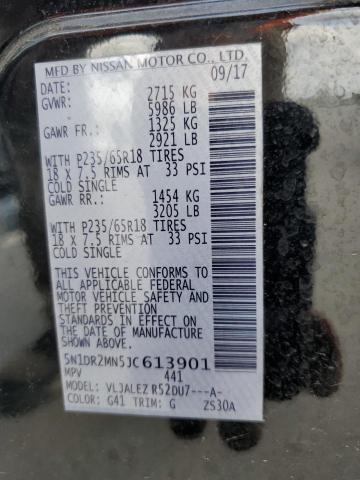 MFD BY NISSAN MOTOR CO., LTD
DATE: 09/17
GVWR: 2715 KG
5986 LB
GAWR FR.: 1325 KG
2921 LB
WITH P235/65R18 TIRES
18 X 7.5 RIMS AT 33 PSI
COLD SINGLE
GAWR RR.: 1454 KG
3205 LB
WITH P235/65R18 TIRES
18 X 7.5 RIMS AT 33 PSI
COLD SINGLE
THIS VEHICLE CONFORMS TO
ALL APPLICABLE FEDERAL
MOTOR VEHICLE SAFETY AND
THEFT PREVENTION
STANDARDS IN EFFECT ON THE
DATE OF MANUFACTURE
SHOWN ABOVE.
5N1DR2MN5JC613901
MPV 441
MODEL: VLJALEZ R52DU7---A-
COLOR: G41 TRIM: G ZS30A